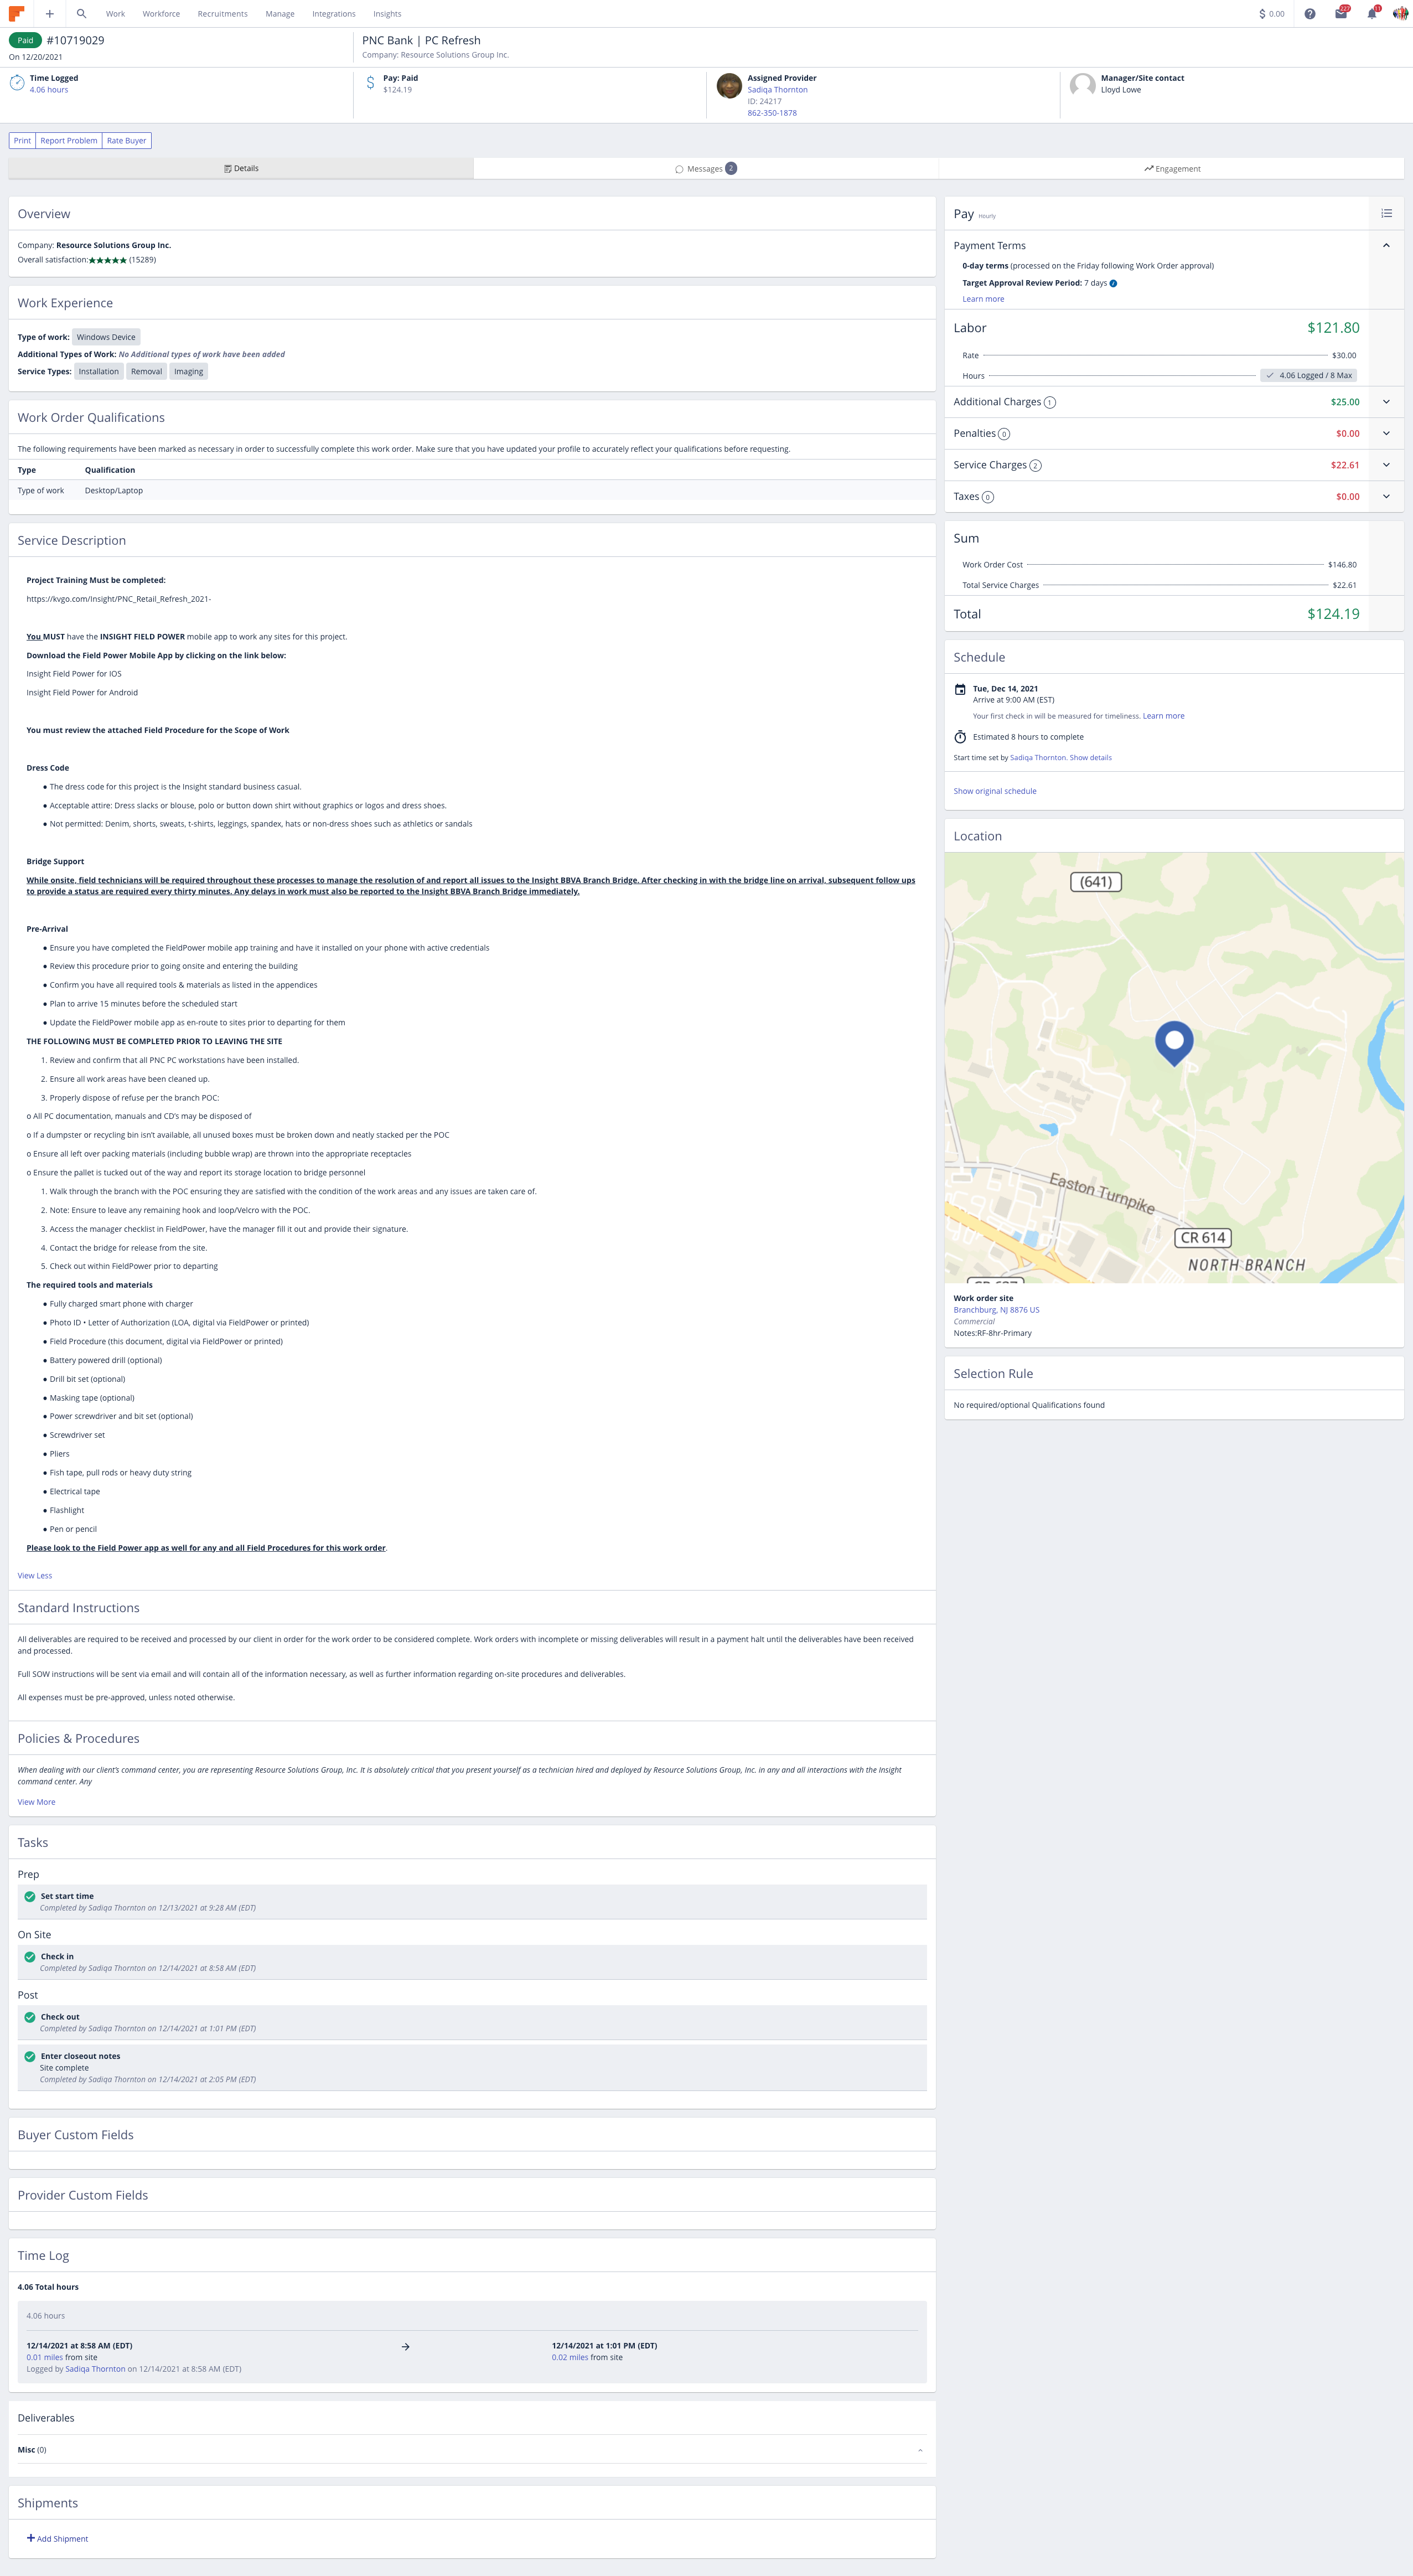 Work Workforce Recruitments Manage Integrations Insights
0.00
Paid #10719029
On 12/20/2021
PNC Bank | PC Refresh
Company: Resource Solutions Group Inc.
Time Logged
4.06 hours
Pay: Paid
$124.19
Assigned Provider
Sadiqa Thornton
ID: 24217
862-350-1878
Manager/Site contact
Lloyd Lowe
Print Report Problem Rate Buyer
Details
Messages 2
Engagement
Overview
Company: Resource Solutions Group Inc.
Overall satisfaction:★★★★★ (15289)
Work Experience
Type of work: Windows Device
Additional Types of Work: No Additional types of work have been added
Service Types: Installation Removal Imaging
Work Order Qualifications
The following requirements have been marked as necessary in order to successfully complete this work order. Make sure that you have updated your profile to accurately reflect your qualifications before requesting.
Type Qualification
Type of work Desktop/Laptop
Service Description
Project Training Must be completed:
https://kvgo.com/Insight/PNC_Retail_Refresh_2021-
You MUST have the INSIGHT FIELD POWER mobile app to work any sites for this project.
Download the Field Power Mobile App by clicking on the link below:
Insight Field Power for IOS
Insight Field Power for Android
You must review the attached Field Procedure for the Scope of Work
Dress Code
● The dress code for this project is the Insight standard business casual.
● Acceptable attire: Dress slacks or blouse, polo or button down shirt without graphics or logos and dress shoes.
● Not permitted: Denim, shorts, sweats, t-shirts, leggings, spandex, hats or non-dress shoes such as athletics or sandals
Bridge Support
While onsite, field technicians will be required throughout these processes to manage the resolution of and report all issues to the Insight BBVA Branch Bridge. After checking in with the bridge line on arrival, subsequent follow ups
to provide a status are required every thirty minutes. Any delays in work must also be reported to the Insight BBVA Branch Bridge immediately.
Pre-Arrival
● Ensure you have completed the FieldPower mobile app training and have it installed on your phone with active credentials
● Review this procedure prior to going onsite and entering the building
● Confirm you have all required tools & materials as listed in the appendices
● Plan to arrive 15 minutes before the scheduled start
● Update the FieldPower mobile app as en-route to sites prior to departing for them
THE FOLLOWING MUST BE COMPLETED PRIOR TO LEAVING THE SITE
1. Review and confirm that all PNC PC workstations have been installed.
2. Ensure all work areas have been cleaned up.
3. Properly dispose of refuse per the branch POC:
o All PC documentation, manuals and CD's may be disposed of
o If a dumpster or recycling bin isn't available, all unused boxes must be broken down and neatly stacked per the POC
o Ensure all left over packing materials (including bubble wrap) are thrown into the appropriate receptacles
o Ensure the pallet is tucked out of the way and report its storage location to bridge personnel
1. Walk through the branch with the POC ensuring they are satisfied with the condition of the work areas and any issues are taken care of.
2. Note: Ensure to leave any remaining hook and loop/Velcro with the POC.
3. Access the manager checklist in FieldPower, have the manager fill it out and provide their signature.
4. Contact the bridge for release from the site.
5. Check out within FieldPower prior to departing
The required tools and materials
● Fully charged smart phone with charger
● Photo ID • Letter of Authorization (LOA, digital via FieldPower or printed)
● Field Procedure (this document, digital via FieldPower or printed)
● Battery powered drill (optional)
● Drill bit set (optional)
● Masking tape (optional)
● Power screwdriver and bit set (optional)
● Screwdriver set
● Pliers
● Fish tape, pull rods or heavy duty string
● Electrical tape
● Flashlight
● Pen or pencil
Please look to the Field Power app as well for any and all Field Procedures for this work order.
View Less
Standard Instructions
All deliverables are required to be received and processed by our client in order for the work order to be considered complete. Work orders with incomplete or missing deliverables will result in a payment halt until the deliverables have been received
and processed.
Full SOW instructions will be sent via email and will contain all of the information necessary, as well as further information regarding on-site procedures and deliverables.
All expenses must be pre-approved, unless noted otherwise.
Policies & Procedures
When dealing with our client's command center, you are representing Resource Solutions Group, Inc. It is absolutely critical that you present yourself as a technician hired and deployed by Resource Solutions Group, Inc. in any and all interactions with the Insight
command center. Any
View More
Tasks
Prep
Set start time
Completed by Sadiqa Thornton on 12/13/2021 at 9:28 AM (EDT)
On Site
Check in
Completed by Sadiqa Thornton on 12/14/2021 at 8:58 AM (EDT)
Post
Check out
Completed by Sadiqa Thornton on 12/14/2021 at 1:01 PM (EDT)
Enter closeout notes
Site complete
Completed by Sadiqa Thornton on 12/14/2021 at 2:05 PM (EDT)
Buyer Custom Fields
Provider Custom Fields
Time Log
4.06 Total hours
4.06 hours
12/14/2021 at 8:58 AM (EDT)
0.01 miles from site
Logged by Sadiqa Thornton on 12/14/2021 at 8:58 AM (EDT)
12/14/2021 at 1:01 PM (EDT)
0.02 miles from site
Deliverables
Misc (0)
Shipments
Add Shipment
Pay Hourly
Payment Terms
0-day terms (processed on the Friday following Work Order approval)
Target Approval Review Period: 7 days
Learn more
Labor $121.80
Rate $30.00
Hours 4.06 Logged / 8 Max
Additional Charges 1 $25.00
Penalties 0 $0.00
Service Charges 2 $22.61
Taxes 0 $0.00
Sum
Work Order Cost $146.80
Total Service Charges $22.61
Total $124.19
Schedule
Tue, Dec 14, 2021
Arrive at 9:00 AM (EST)
Your first check in will be measured for timeliness. Learn more
Estimated 8 hours to complete
Start time set by Sadiqa Thornton. Show details
Show original schedule
Location
(641)
Easton Turnpike
CR 614
NORTH BRANCH
Work order site
Branchburg, NJ 8876 US
Commercial
Notes:RF-8hr-Primary
Selection Rule
No required/optional Qualifications found